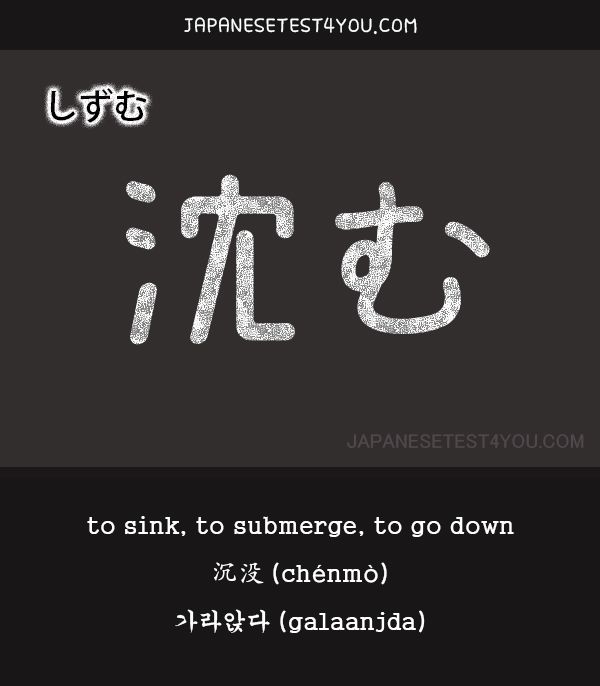 JAPANESETEST4YOU.COM
しずむ
沈む
JAPANESETEST4YOU.COM
to sink, to submerge, to go down
沉没 (chénmò)
가라앉다 (galaanjda)